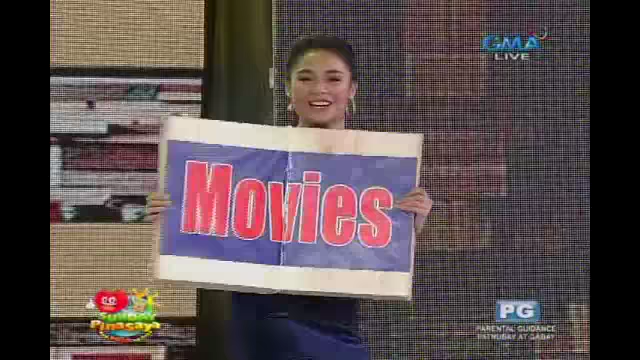 GMA
LIVE
Movies
Sunday
PinaSaya
PG
PARENTAL GUIDANCE
PATNUBAY AT GABAY